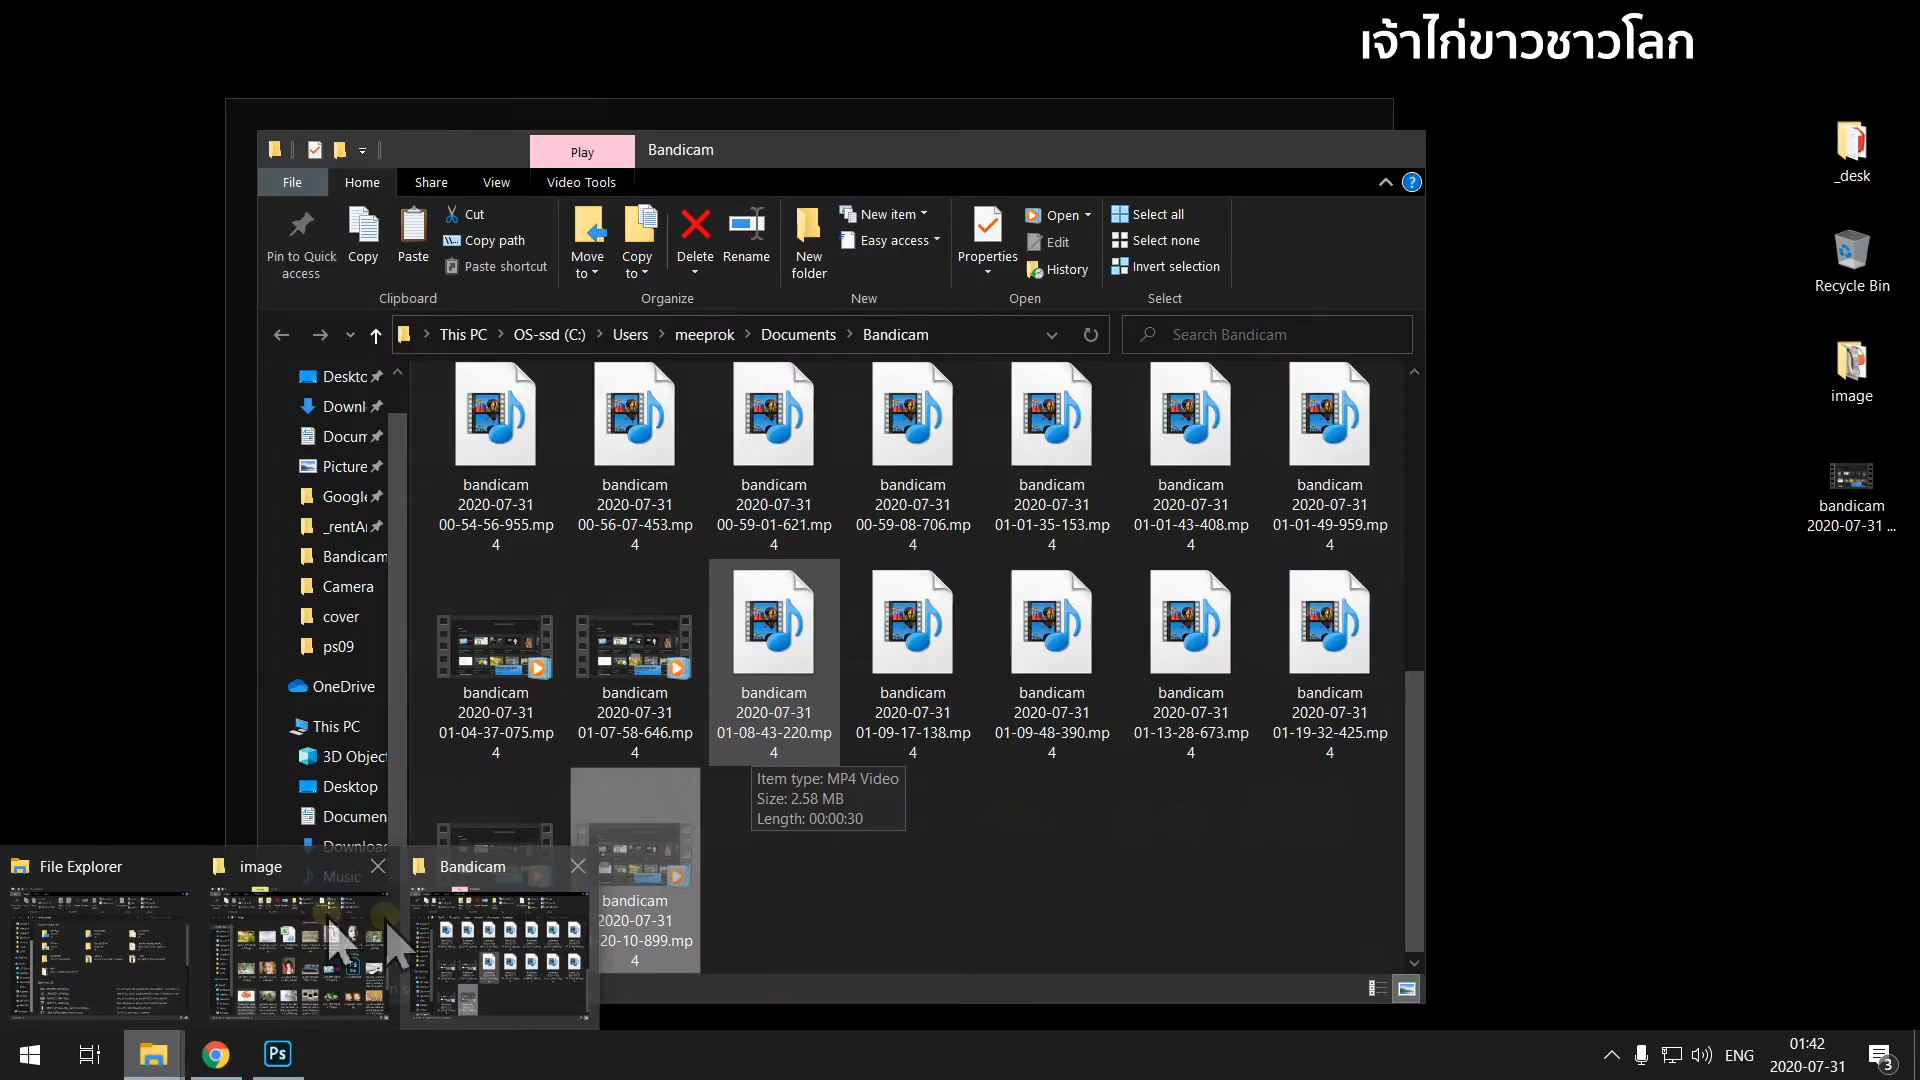 เจ้าไก่ขาวชาวโลก
Play
Bandicam
File
Home
Share
View
Video Tools
Pin to Quick
access
Copy
Paste
Cut
Copy path
Paste shortcut
Clipboard
Move
to
Copy
to
Delete
Rename
Organize
New
folder
New item
Easy access
New
Properties
Open
Edit
History
Open
Select all
Select none
Invert selection
Select
This PC
OS-ssd (C:)
Users
meeprok
Documents
Bandicam
Search Bandicam
Deskto
Downl
Docum
Picture
Google
_rentA
Bandicam
Camera
cover
ps09
OneDrive
This PC
3D Objec
Desktop
Documen
Download
Music
bandicam
2020-07-31
00-54-56-955.mp
4
bandicam
2020-07-31
00-56-07-453.mp
4
bandicam
2020-07-31
00-59-01-621.mp
4
bandicam
2020-07-31
00-59-08-706.mp
4
bandicam
2020-07-31
01-01-35-153.mp
4
bandicam
2020-07-31
01-01-43-408.mp
4
bandicam
2020-07-31
01-01-49-959.mp
4
bandicam
2020-07-31
01-04-37-075.mp
4
bandicam
2020-07-31
01-07-58-646.mp
4
bandicam
2020-07-31
01-08-43-220.mp
4
bandicam
2020-07-31
01-09-17-138.mp
4
bandicam
2020-07-31
01-09-48-390.mp
4
bandicam
2020-07-31
01-13-28-673.mp
4
bandicam
2020-07-31
01-19-32-425.mp
4
Item type: MP4 Video
Size: 2.58 MB
Length: 00:00:30
bandicam
2020-07-31
20-10-899.mp
4
File Explorer
image
Bandicam
_desk
Recycle Bin
image
bandicam
2020-07-31 ...
Ps
ENG
01:42
2020-07-31
3